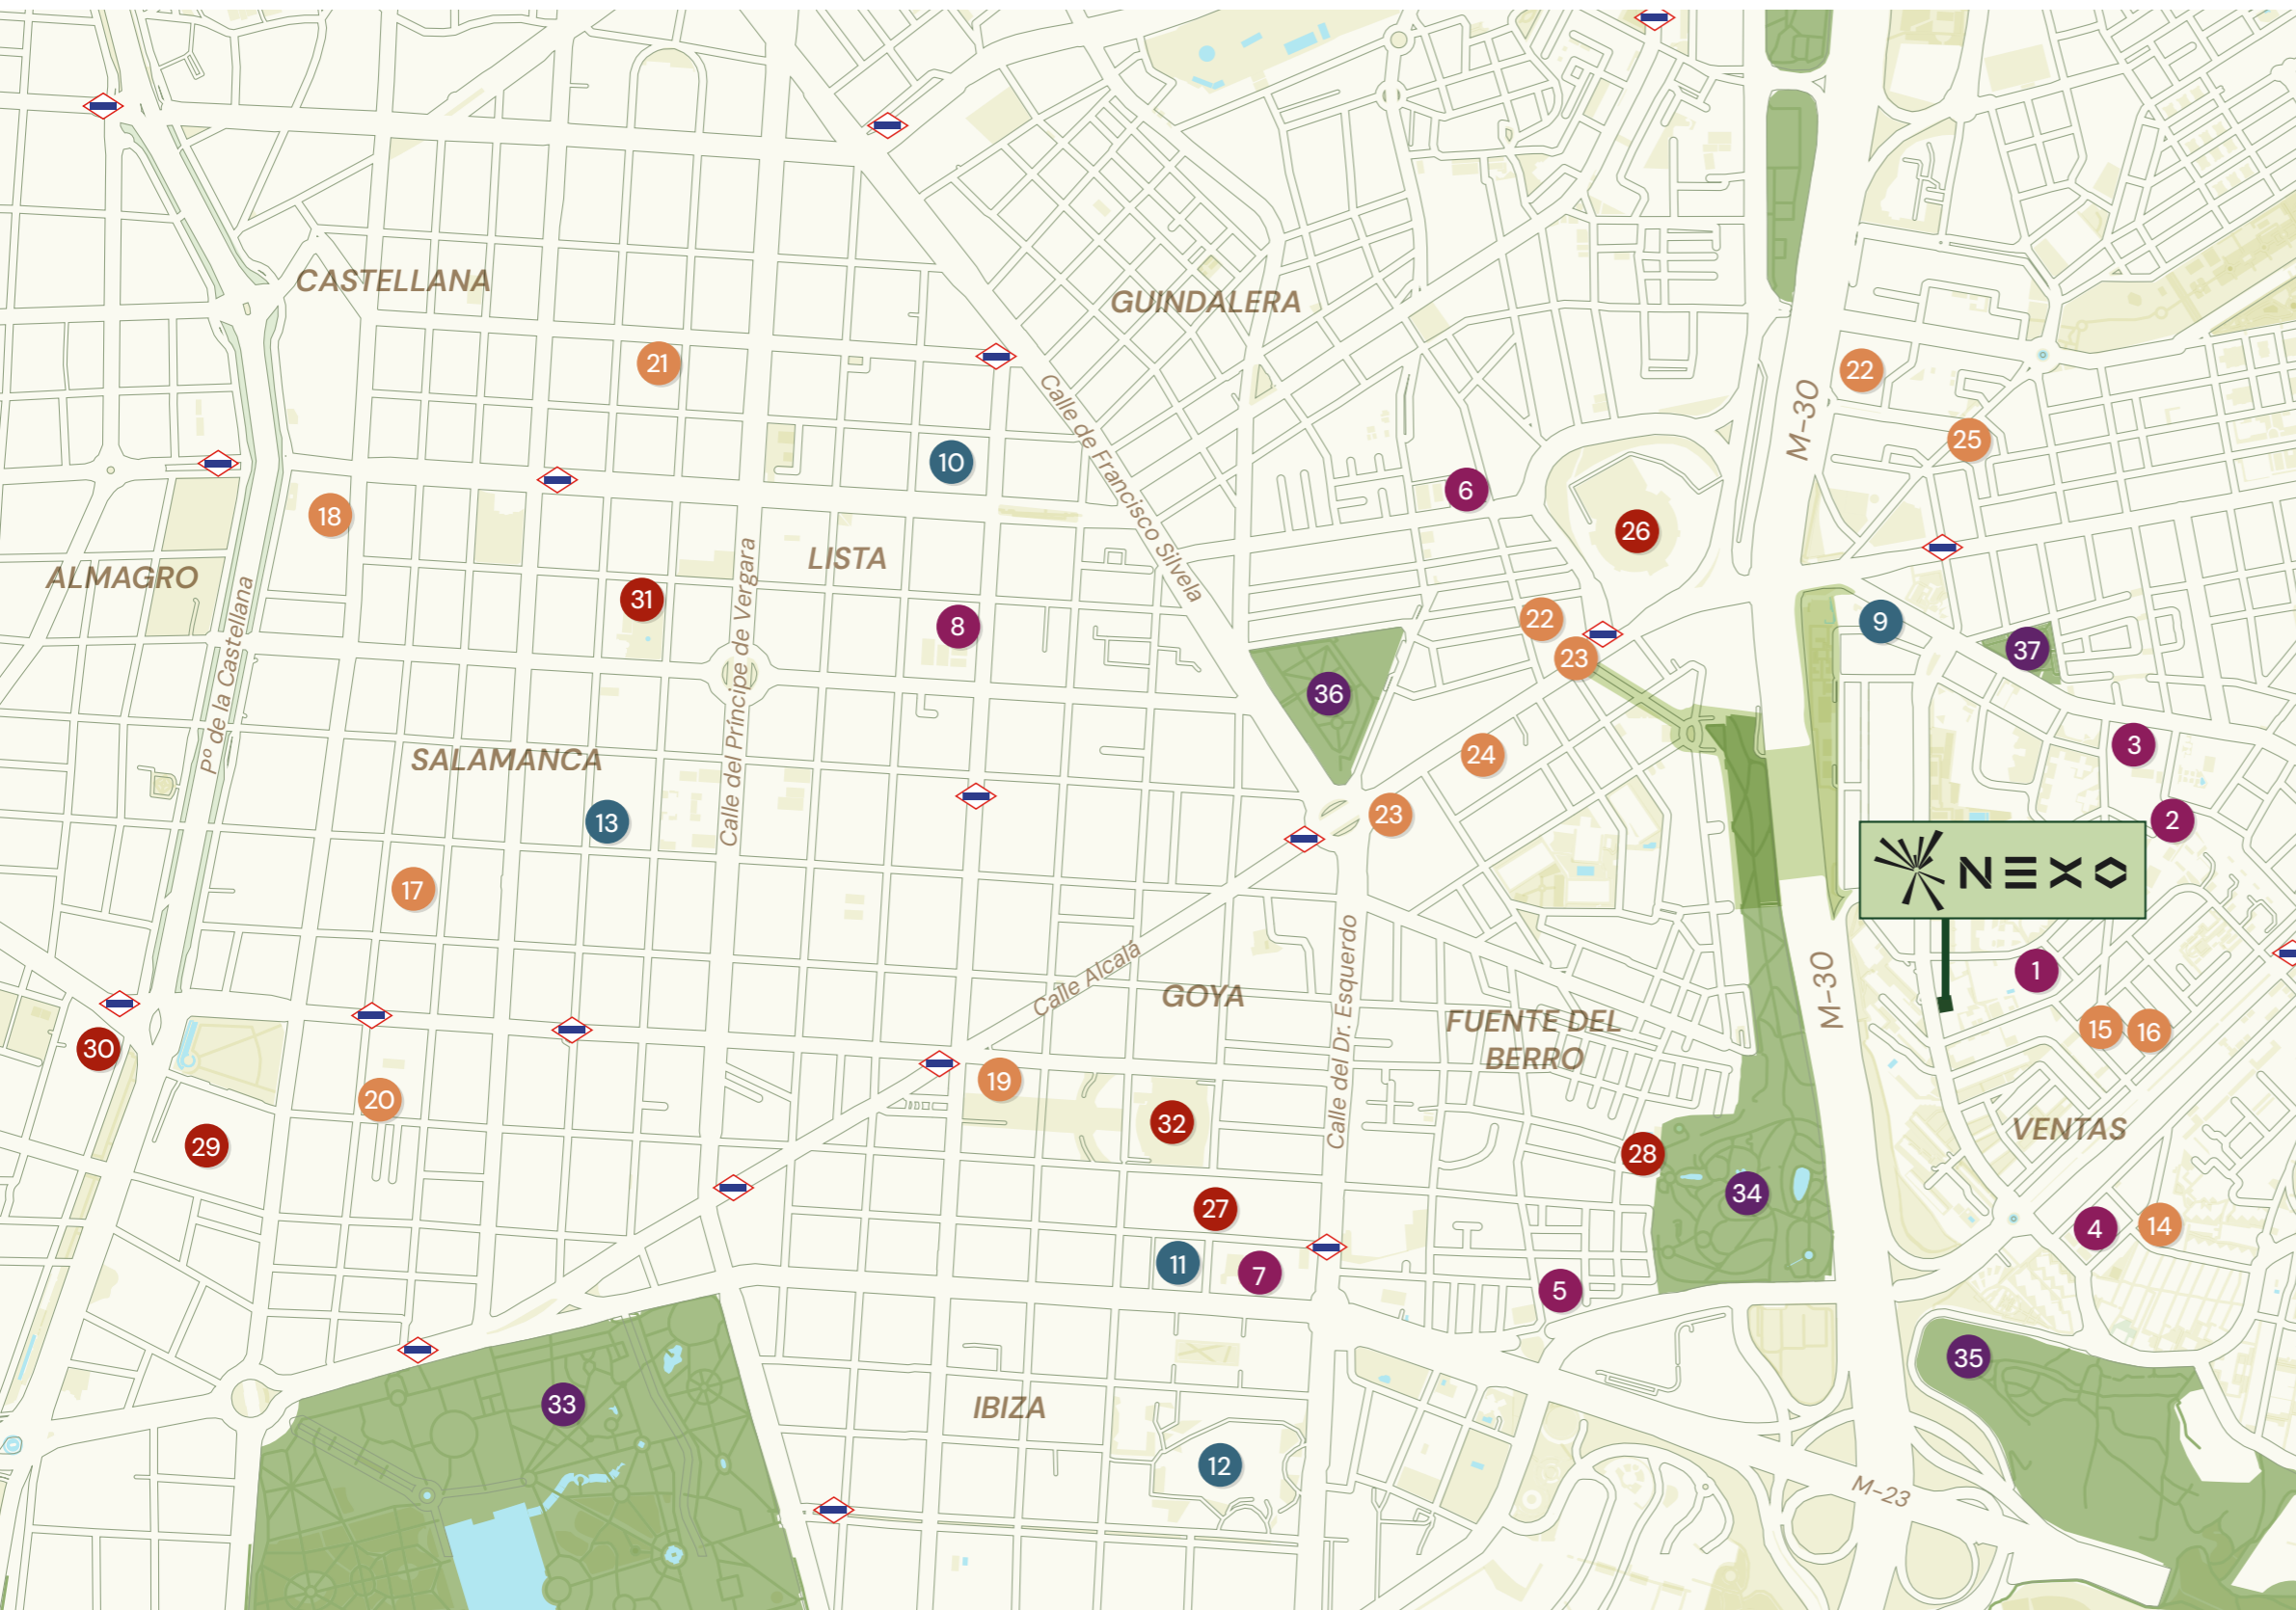 CASTELLANA
GUINDALERA
21
22
M-30
25
Calle de Francisco Silvela
10
6
18
26
LISTA
ALMAGRO
31
8
22
9
23
37
36
Pº de la Castellana
Calle del Príncipe de Vergara
SALAMANCA
3
24
13
23
2
NEXO
17
Calle Alcalá
GOYA
Calle del Dr. Esquerdo
M-30
1
FUENTE DEL
BERRO
15
16
30
19
20
32
VENTAS
29
28
34
27
4
14
11
7
5
35
33
IBIZA
12
M-23